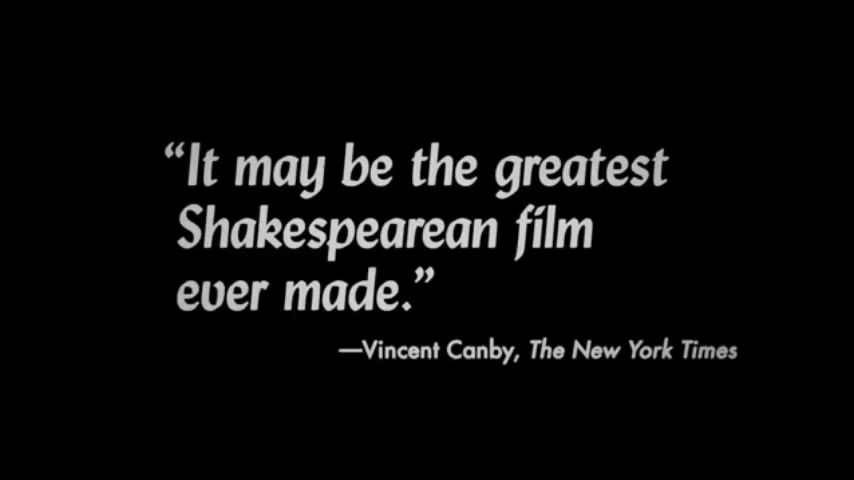 “It may be the greatest
Shakespearean film
ever made.”
—Vincent Canby, The New York Times